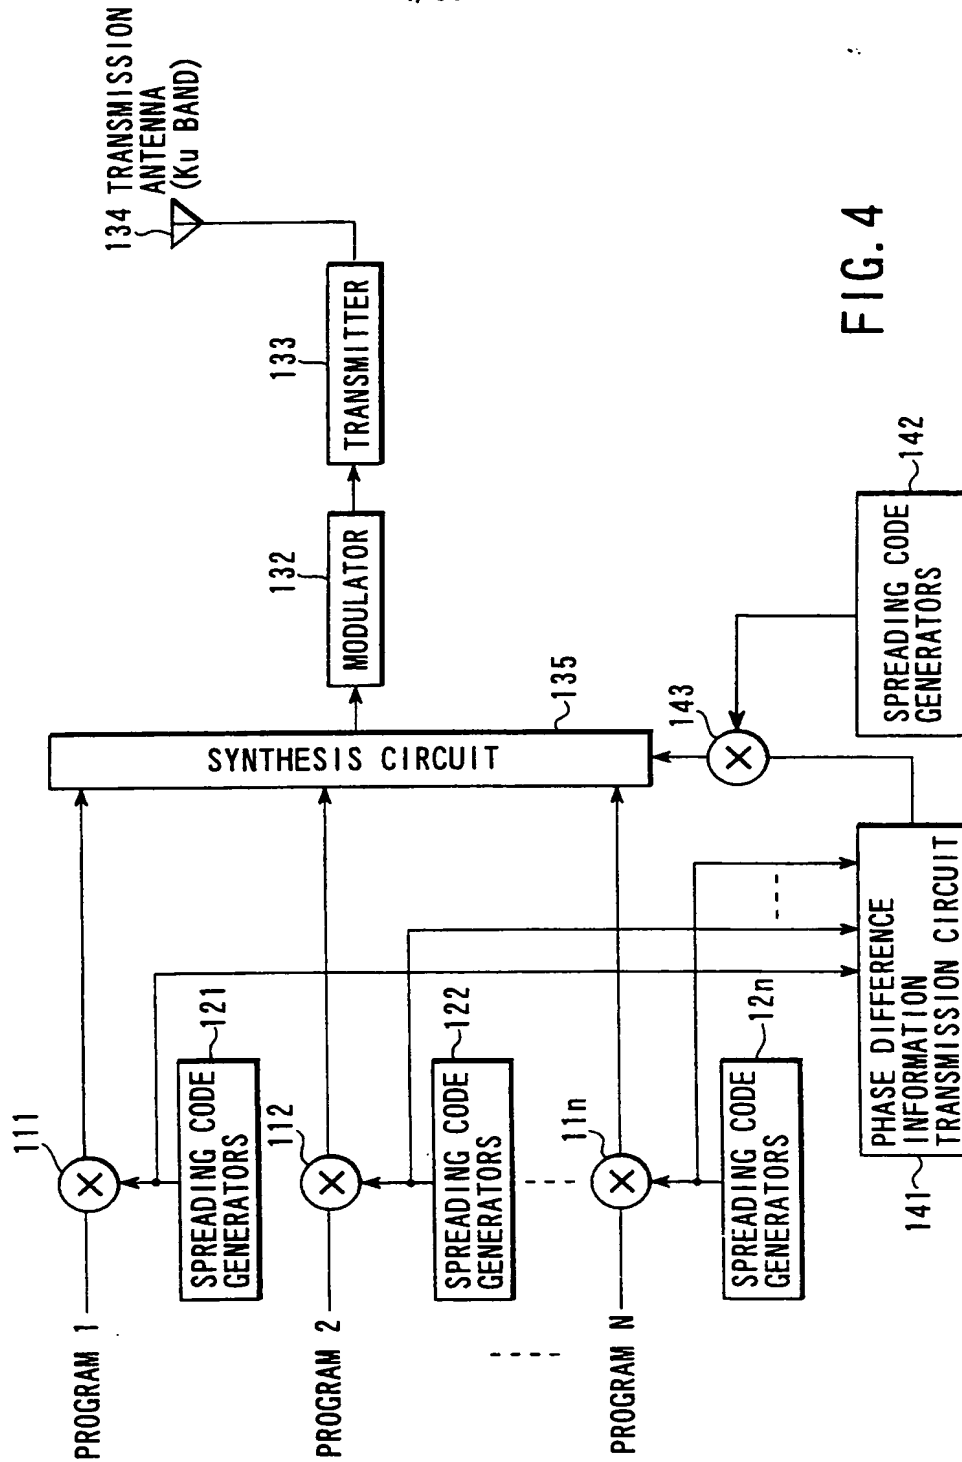 134 TRANSMISSION
ANTENNA
(Ku BAND)
133
TRANSMITTER
132
MODULATOR
135
SYNTHESIS CIRCUIT
111
PROGRAM 1
121
SPREADING CODE
GENERATORS
112
PROGRAM 2
122
SPREADING CODE
GENERATORS
11n
PROGRAM N
12n
SPREADING CODE
GENERATORS
143
142
SPREADING CODE
GENERATORS
141
PHASE DIFFERENCE
INFORMATION
TRANSMISSION CIRCUIT
FIG. 4